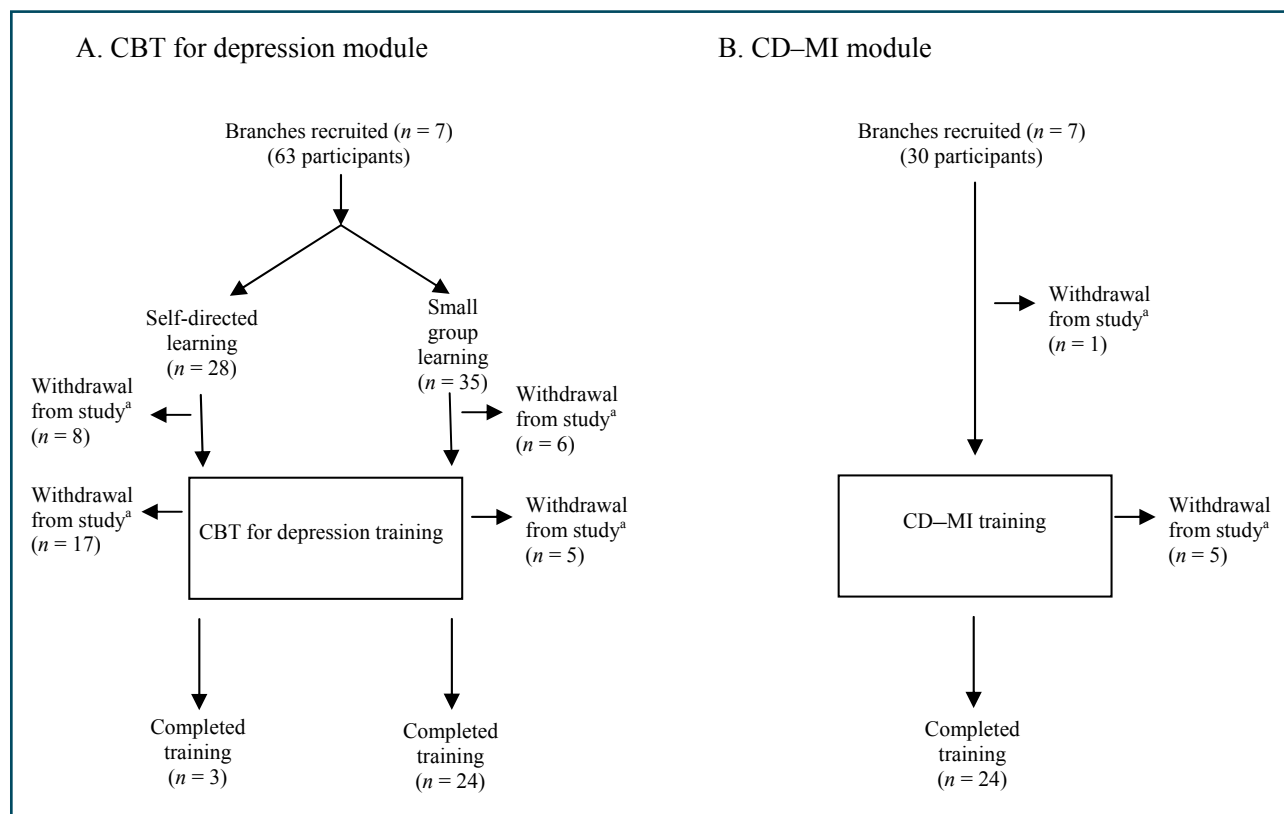 A. CBT for depression module
Branches recruited (n = 7)
(63 participants)
Self-directed
learning
(n = 28)
Small
group
learning
(n = 35)
Withdrawal
from studyᵃ
(n = 8)
Withdrawal
from studyᵃ
(n = 6)
Withdrawal
from studyᵃ
(n = 17)
CBT for depression training
Withdrawal
from studyᵃ
(n = 5)
Completed
training
(n = 3)
Completed
training
(n = 24)
B. CD–MI module
Branches recruited (n = 7)
(30 participants)
Withdrawal
from studyᵃ
(n = 1)
CD–MI training
Withdrawal
from studyᵃ
(n = 5)
Completed
training
(n = 24)